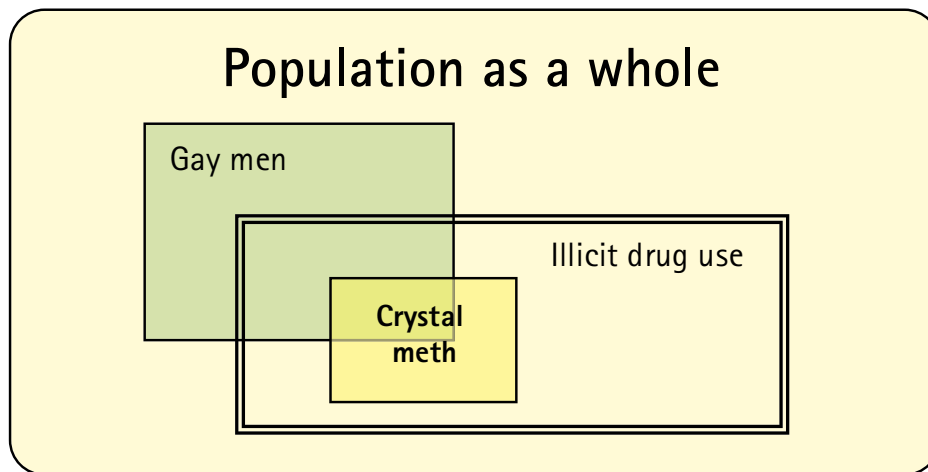 Population as a whole
Gay men
Illicit drug use
Crystal
meth